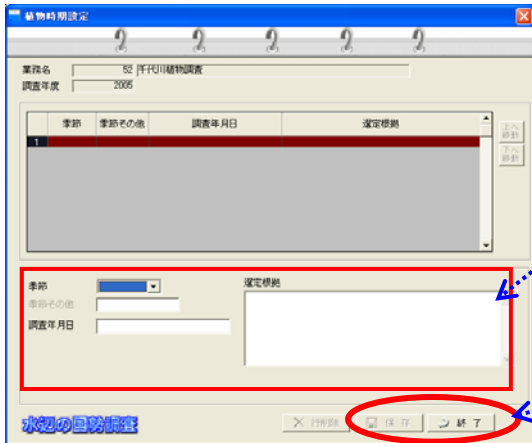 植物時期設定
業務名 52 千代川植物調査
調査年度 2005
季節 季節その他 調査年月日 選定根拠
1
上へ移動
下へ移動
季節
季節その他
調査年月日
選定根拠
水辺の国勢調査
行削除 保存 終了